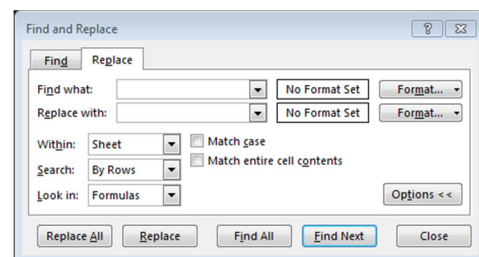 Find and Replace
Find Replace
Find what: No Format Set Format...
Replace with: No Format Set Format...
Within: Sheet Match case
Search: By Rows Match entire cell contents
Look in: Formulas Options <<
Replace All Replace Find All Find Next Close